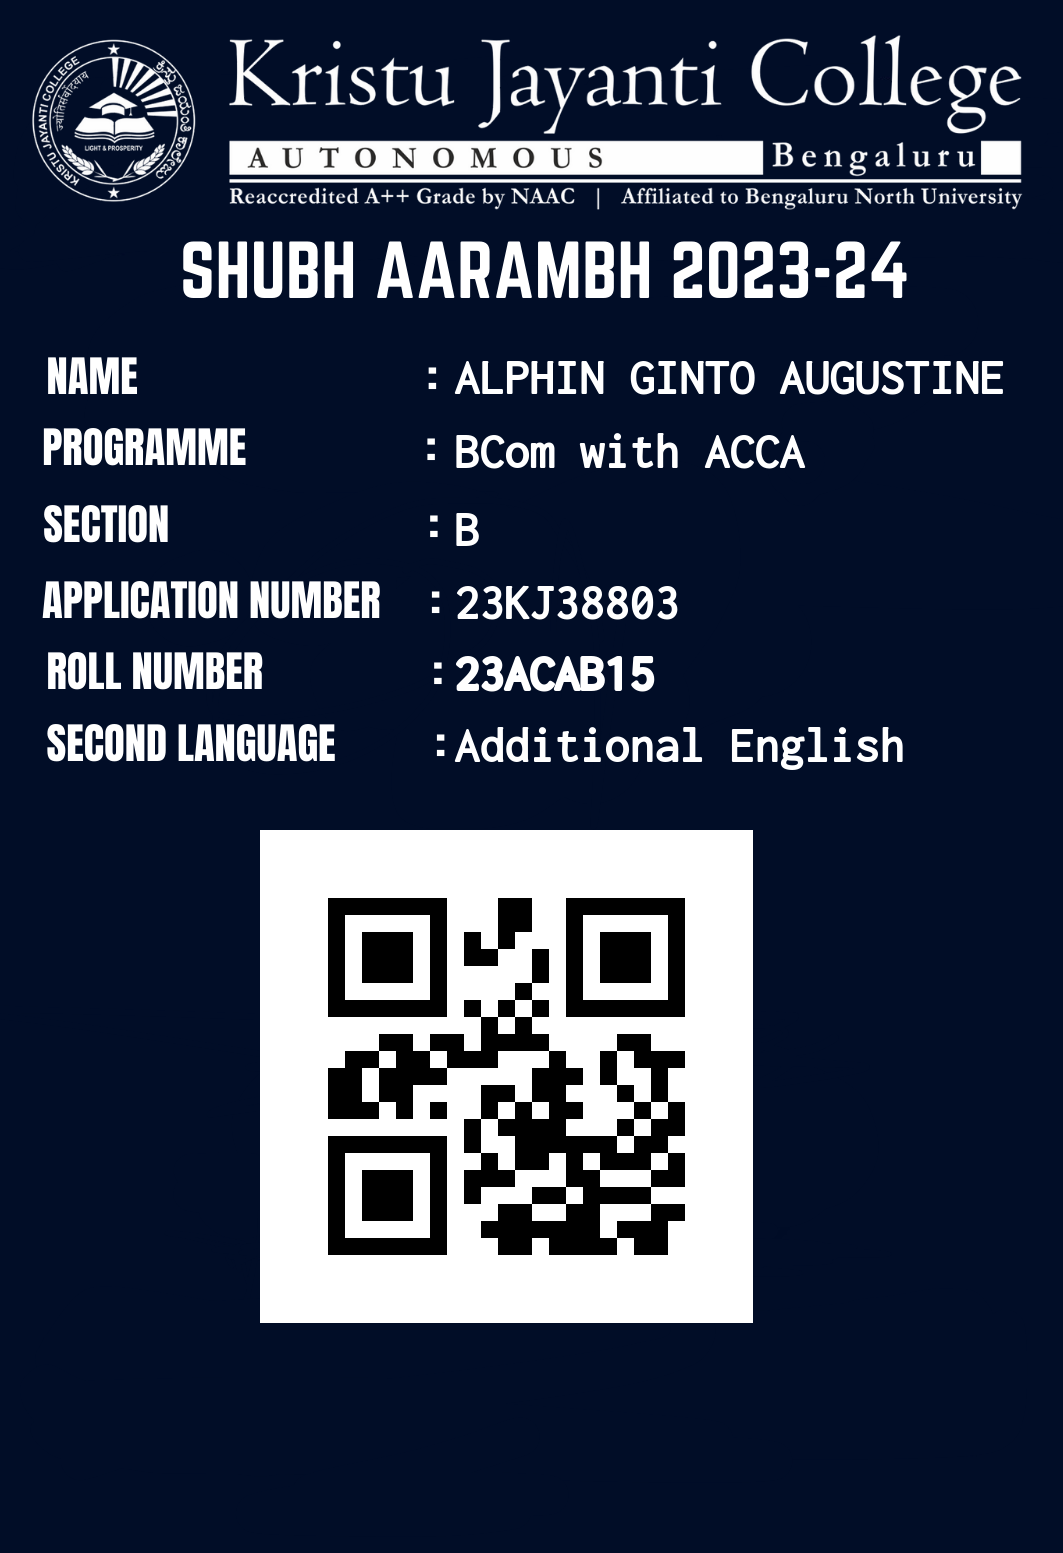 KRISTU JAYANTI COLLEGE
ಕ್ರಿಸ್ತು ಜಯಂತಿ ಕಾಲೇಜು
LIGHT & PROSPERITY
Kristu Jayanti College
AUTONOMOUS Bengaluru
Reaccredited A++ Grade by NAAC | Affiliated to Bengaluru North University
SHUBH AARAMBH 2023-24
NAME : ALPHIN GINTO AUGUSTINE
PROGRAMME : BCom with ACCA
SECTION : B
APPLICATION NUMBER : 23KJ38803
ROLL NUMBER : 23ACAB15
SECOND LANGUAGE : Additional English